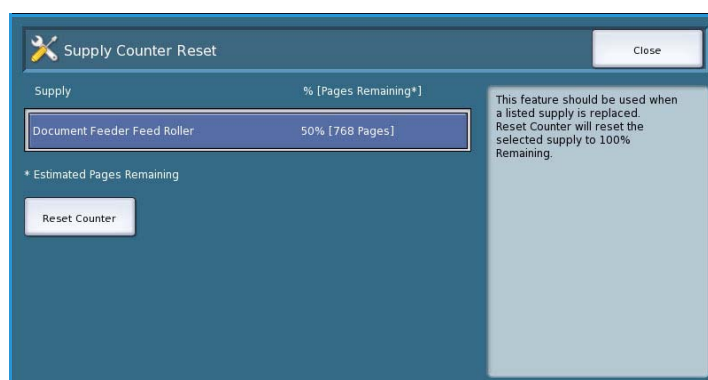 Supply Counter Reset
Close
Supply % [Pages Remaining*]
Document Feeder Feed Roller 50% [768 Pages]
* Estimated Pages Remaining
Reset Counter
This feature should be used when
a listed supply is replaced.
Reset Counter will reset the
selected supply to 100%
Remaining.